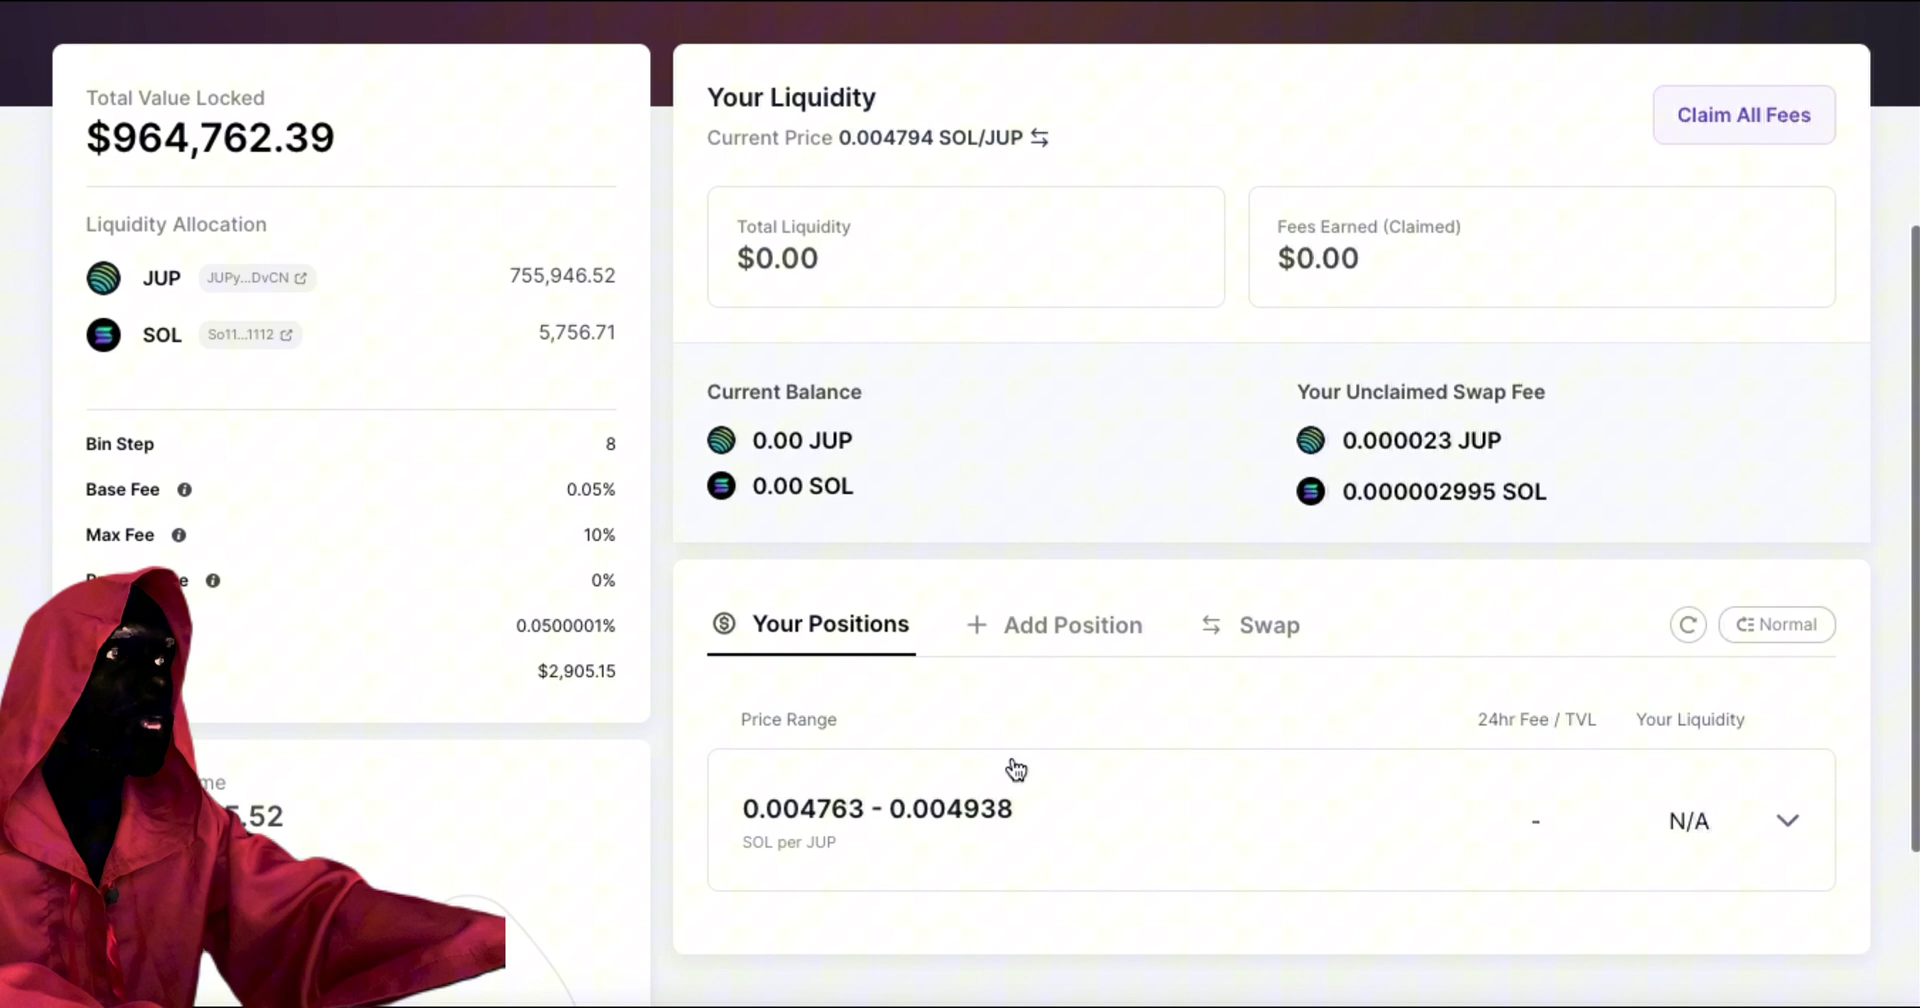 Total Value Locked
$964,762.39
Liquidity Allocation
JUP JUPy...DvCN 755,946.52
SOL So11...1112 5,756.71
Bin Step 8
Base Fee 0.05%
Max Fee 10%
0%
0.0500001%
$2,905.15
Your Liquidity
Current Price 0.004794 SOL/JUP
Claim All Fees
Total Liquidity
$0.00
Fees Earned (Claimed)
$0.00
Current Balance
0.00 JUP
0.00 SOL
Your Unclaimed Swap Fee
0.000023 JUP
0.000002995 SOL
Your Positions
Add Position
Swap
Normal
Price Range 24hr Fee / TVL Your Liquidity
0.004763 - 0.004938 - N/A
SOL per JUP